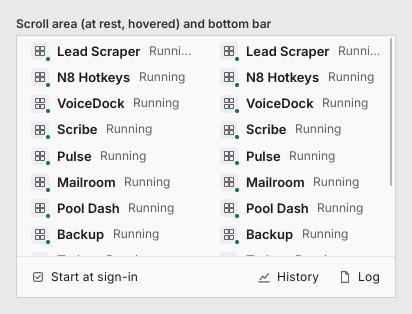 Scroll area (at rest, hovered) and bottom bar
Lead Scraper Runni... Lead Scraper Runni...
N8 Hotkeys Running N8 Hotkeys Running
VoiceDock Running VoiceDock Running
Scribe Running Scribe Running
Pulse Running Pulse Running
Mailroom Running Mailroom Running
Pool Dash Running Pool Dash Running
Backup Running Backup Running
Start at sign-in History Log